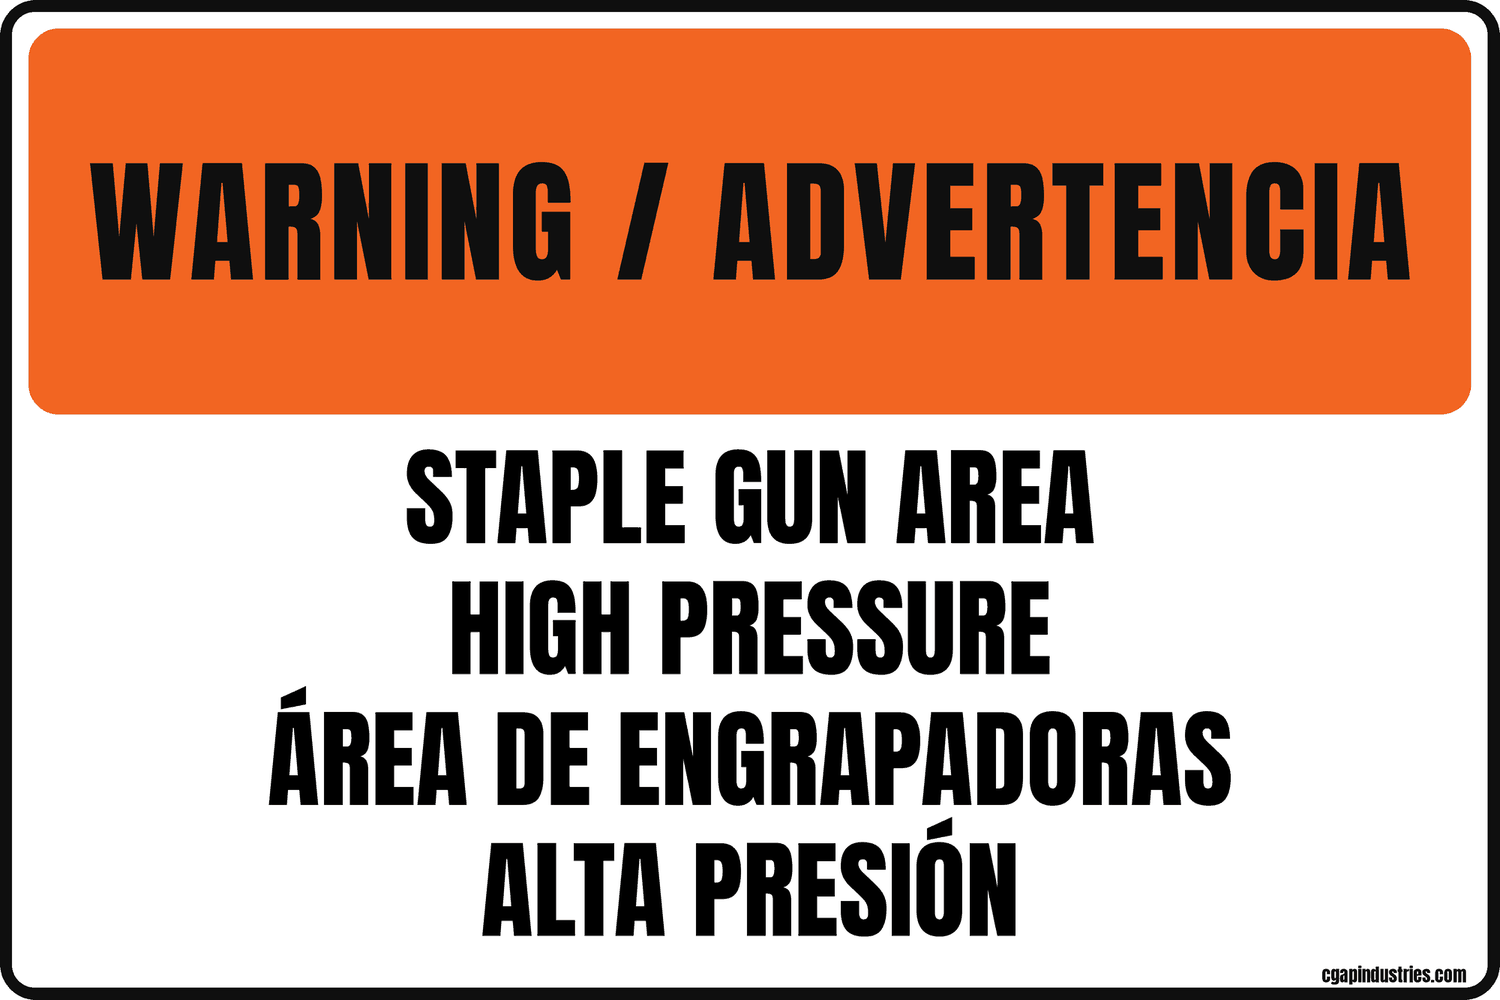 WARNING / ADVERTENCIA
STAPLE GUN AREA
HIGH PRESSURE
ÁREA DE ENGRAPADORAS
ALTA PRESIÓN
cgapindustries.com